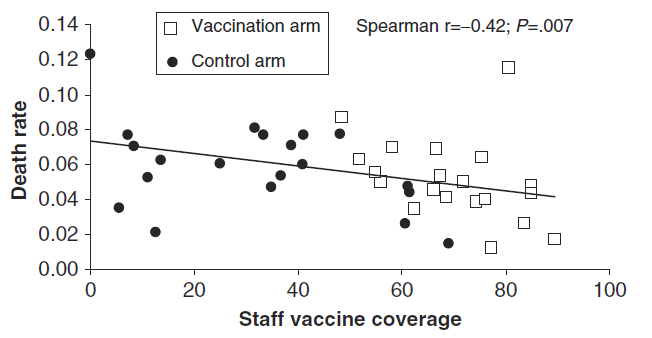 0.14
0.12
0.10
0.08
0.06
0.04
0.02
0.00
Death rate
Vaccination arm
Control arm
Spearman r=–0.42; P=.007
0 20 40 60 80 100
Staff vaccine coverage